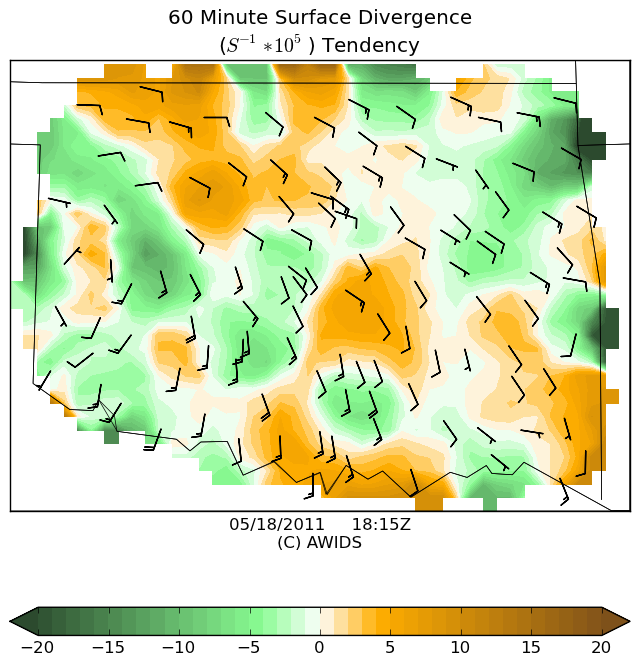 60 Minute Surface Divergence
(S⁻¹ *10⁵ ) Tendency
05/18/2011 18:15Z
(C) AWIDS
−20 −15 −10 −5 0 5 10 15 20